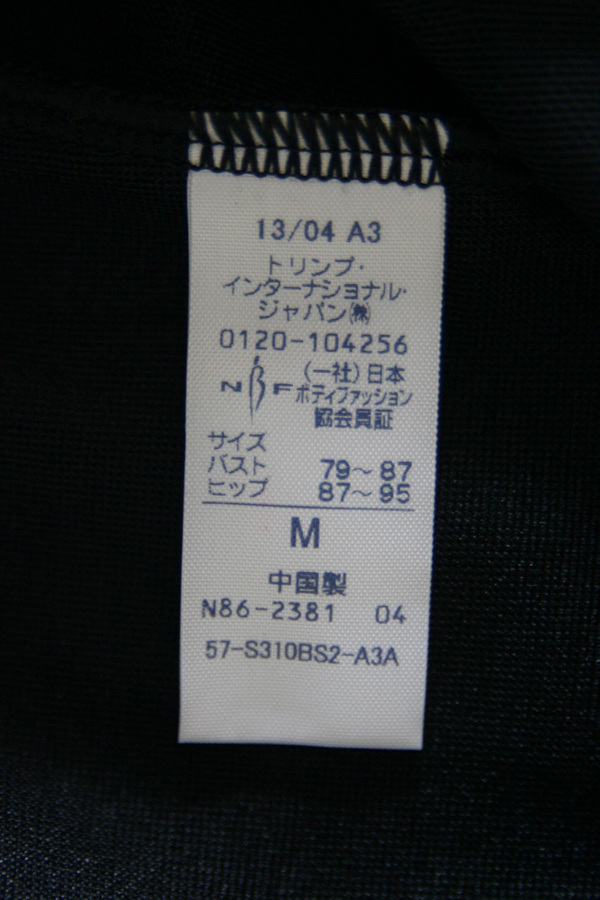 13/04 A3
トリンプ・
インターナショナル・
ジャパン㈱
0120-104256
NBF (一社)日本
ボディファッション
協会員証
サイズ
バスト 79～87
ヒップ 87～95
M
中国製
N86-2381 04
57-S310BS2-A3A